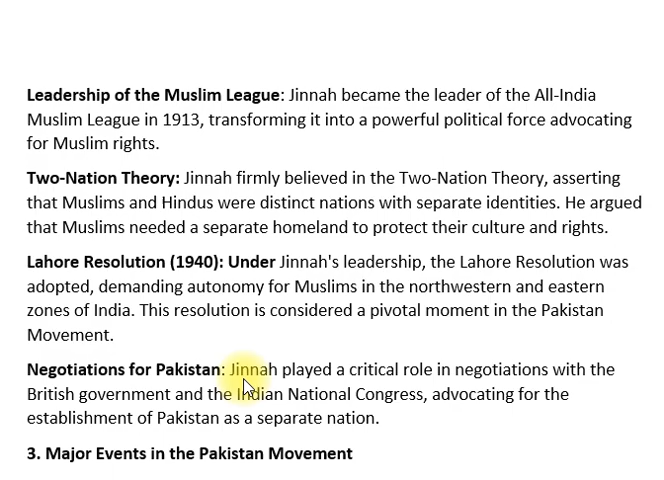 Leadership of the Muslim League: Jinnah became the leader of the All-India
Muslim League in 1913, transforming it into a powerful political force advocating
for Muslim rights.
Two-Nation Theory: Jinnah firmly believed in the Two-Nation Theory, asserting
that Muslims and Hindus were distinct nations with separate identities. He argued
that Muslims needed a separate homeland to protect their culture and rights.
Lahore Resolution (1940): Under Jinnah's leadership, the Lahore Resolution was
adopted, demanding autonomy for Muslims in the northwestern and eastern
zones of India. This resolution is considered a pivotal moment in the Pakistan
Movement.
Negotiations for Pakistan: Jinnah played a critical role in negotiations with the
British government and the Indian National Congress, advocating for the
establishment of Pakistan as a separate nation.
3. Major Events in the Pakistan Movement